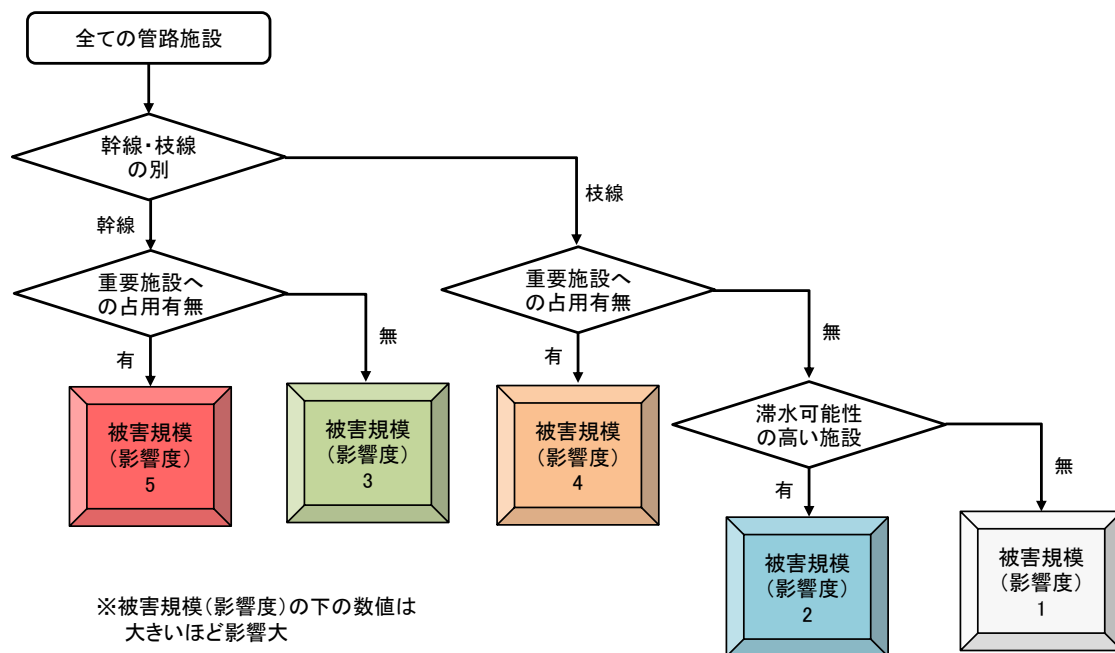 全ての管路施設
幹線・枝線
の別
幹線
枝線
重要施設へ
の占用有無
重要施設へ
の占用有無
有
無
有
無
被害規模
(影響度)
5
被害規模
(影響度)
3
被害規模
(影響度)
4
滞水可能性
の高い施設
有
無
被害規模
(影響度)
2
被害規模
(影響度)
1
※被害規模(影響度)の下の数値は
大きいほど影響大